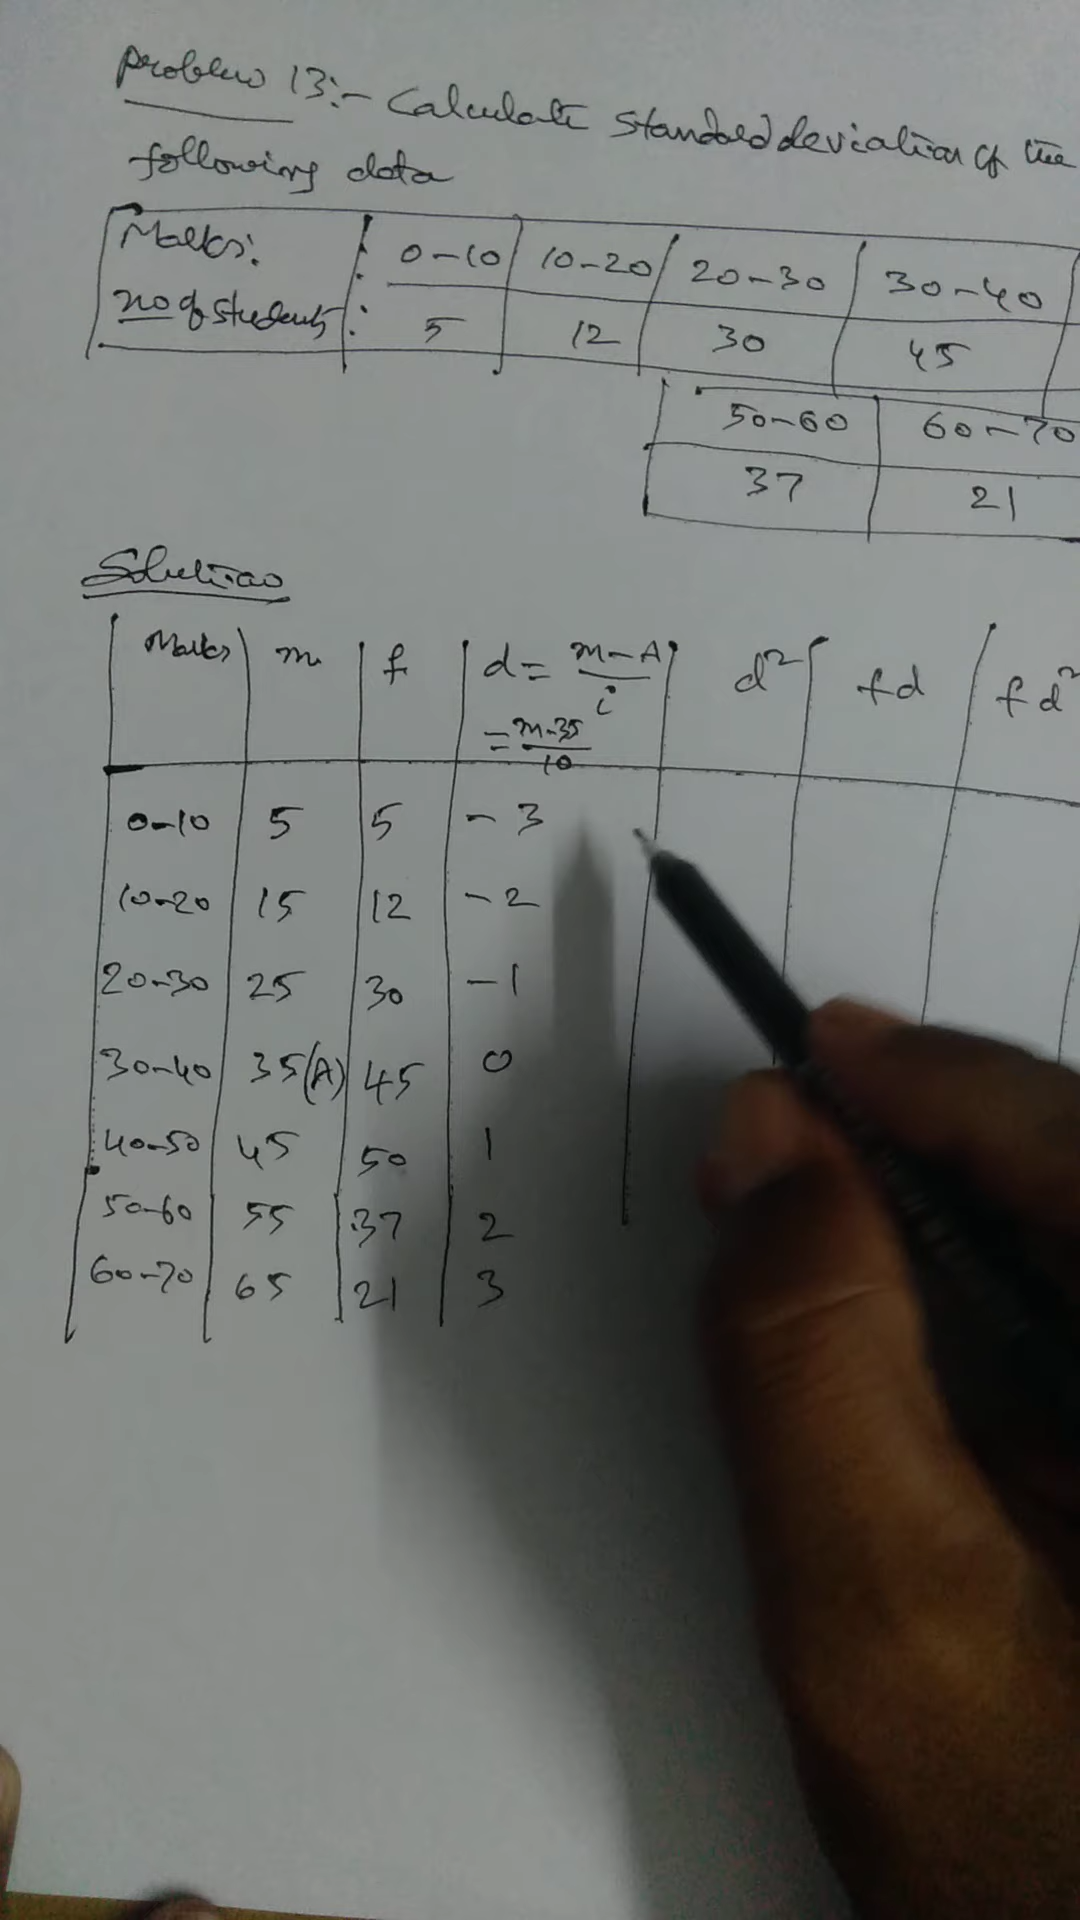 Problem 13:- Calculate Standard deviation of the
following data
Marks: : 0-10 10-20 20-30 30-40
no of students : 5 12 30 45
50-60 60-70
37 21
Solution
Marks m f d = m-A/i d² fd fd²
= m-35/10
0-10 5 5 -3
10-20 15 12 -2
20-30 25 30 -1
30-40 35(A) 45 0
40-50 45 50 1
50-60 55 37 2
60-70 65 21 3